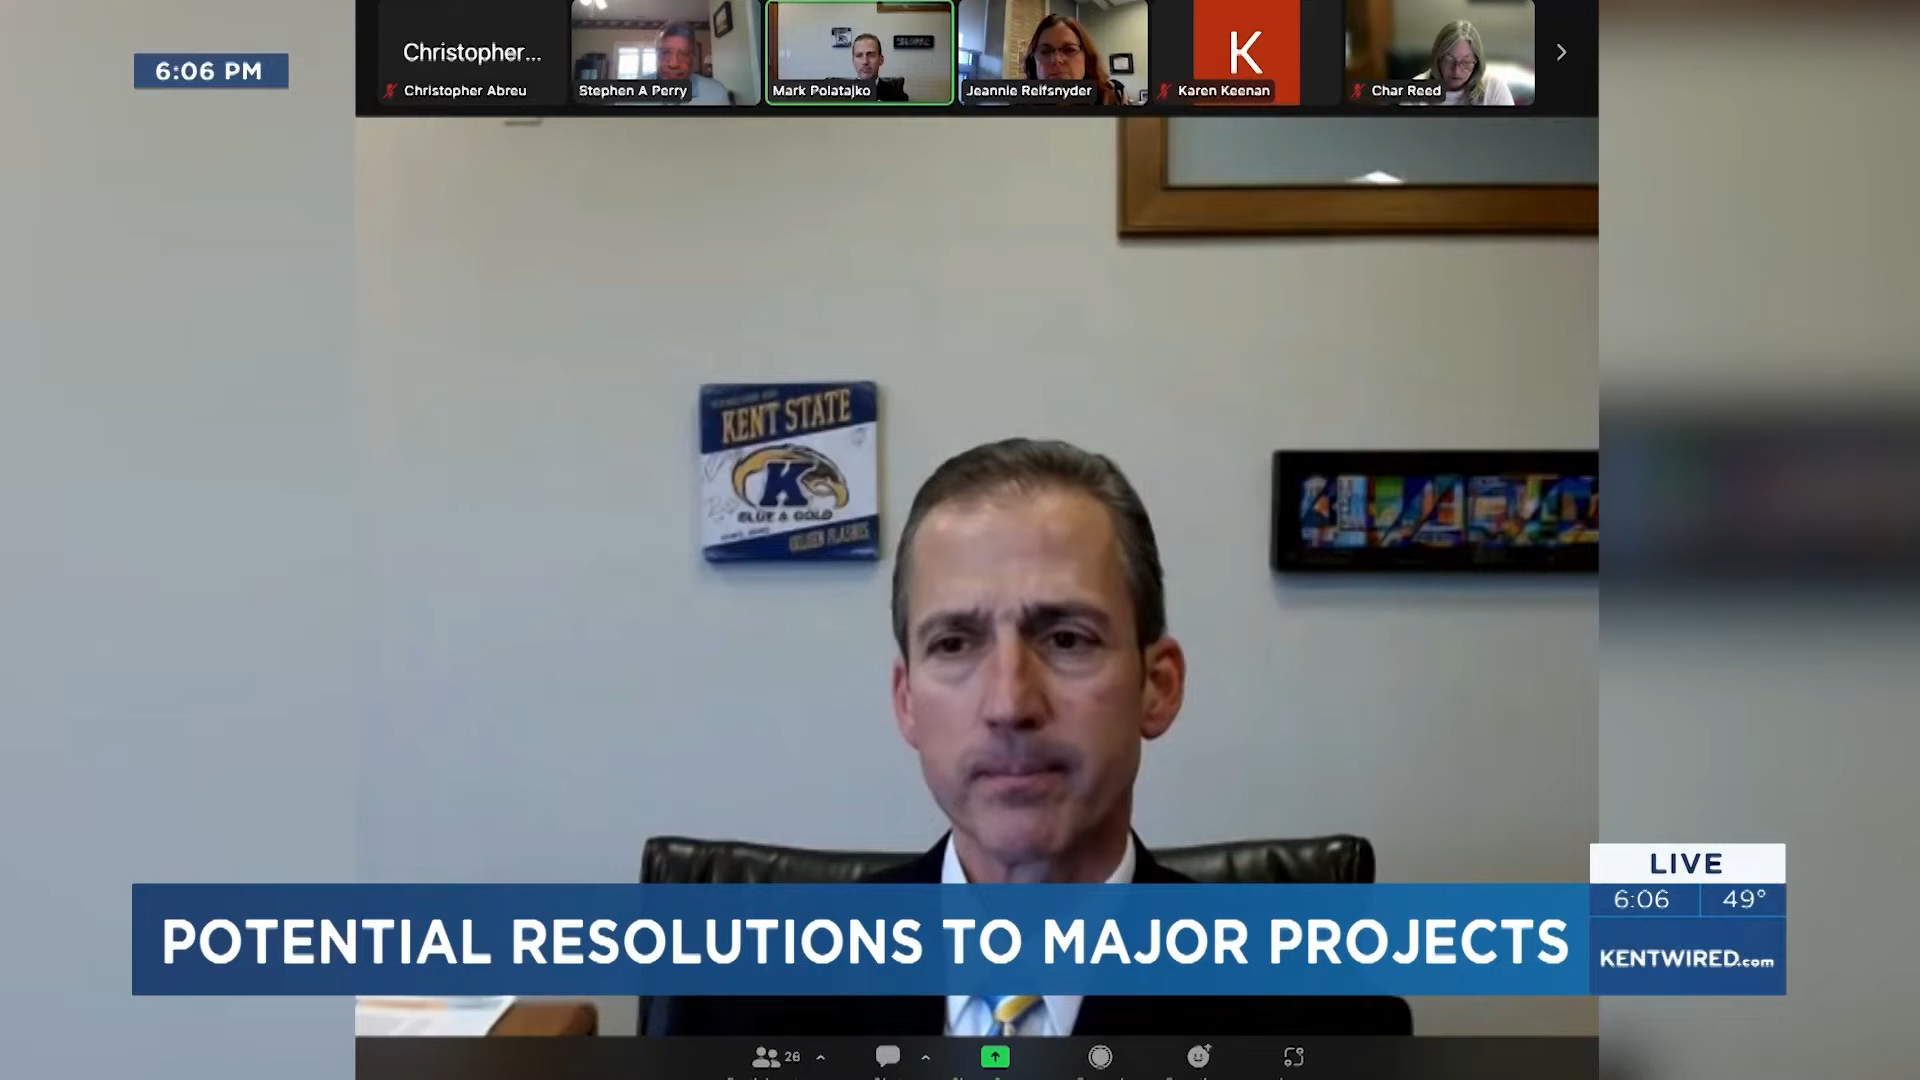 6:06 PM
Christopher...
Christopher Abreu
Stephen A Perry
Mark Polatajko
Jeannie Reifsnyder
K
Karen Keenan
Char Reed
KENT STATE
K
BLUE & GOLD
GOLDEN FLASHES
POTENTIAL RESOLUTIONS TO MAJOR PROJECTS
LIVE
6:06
49°
KENTWIRED.com
26